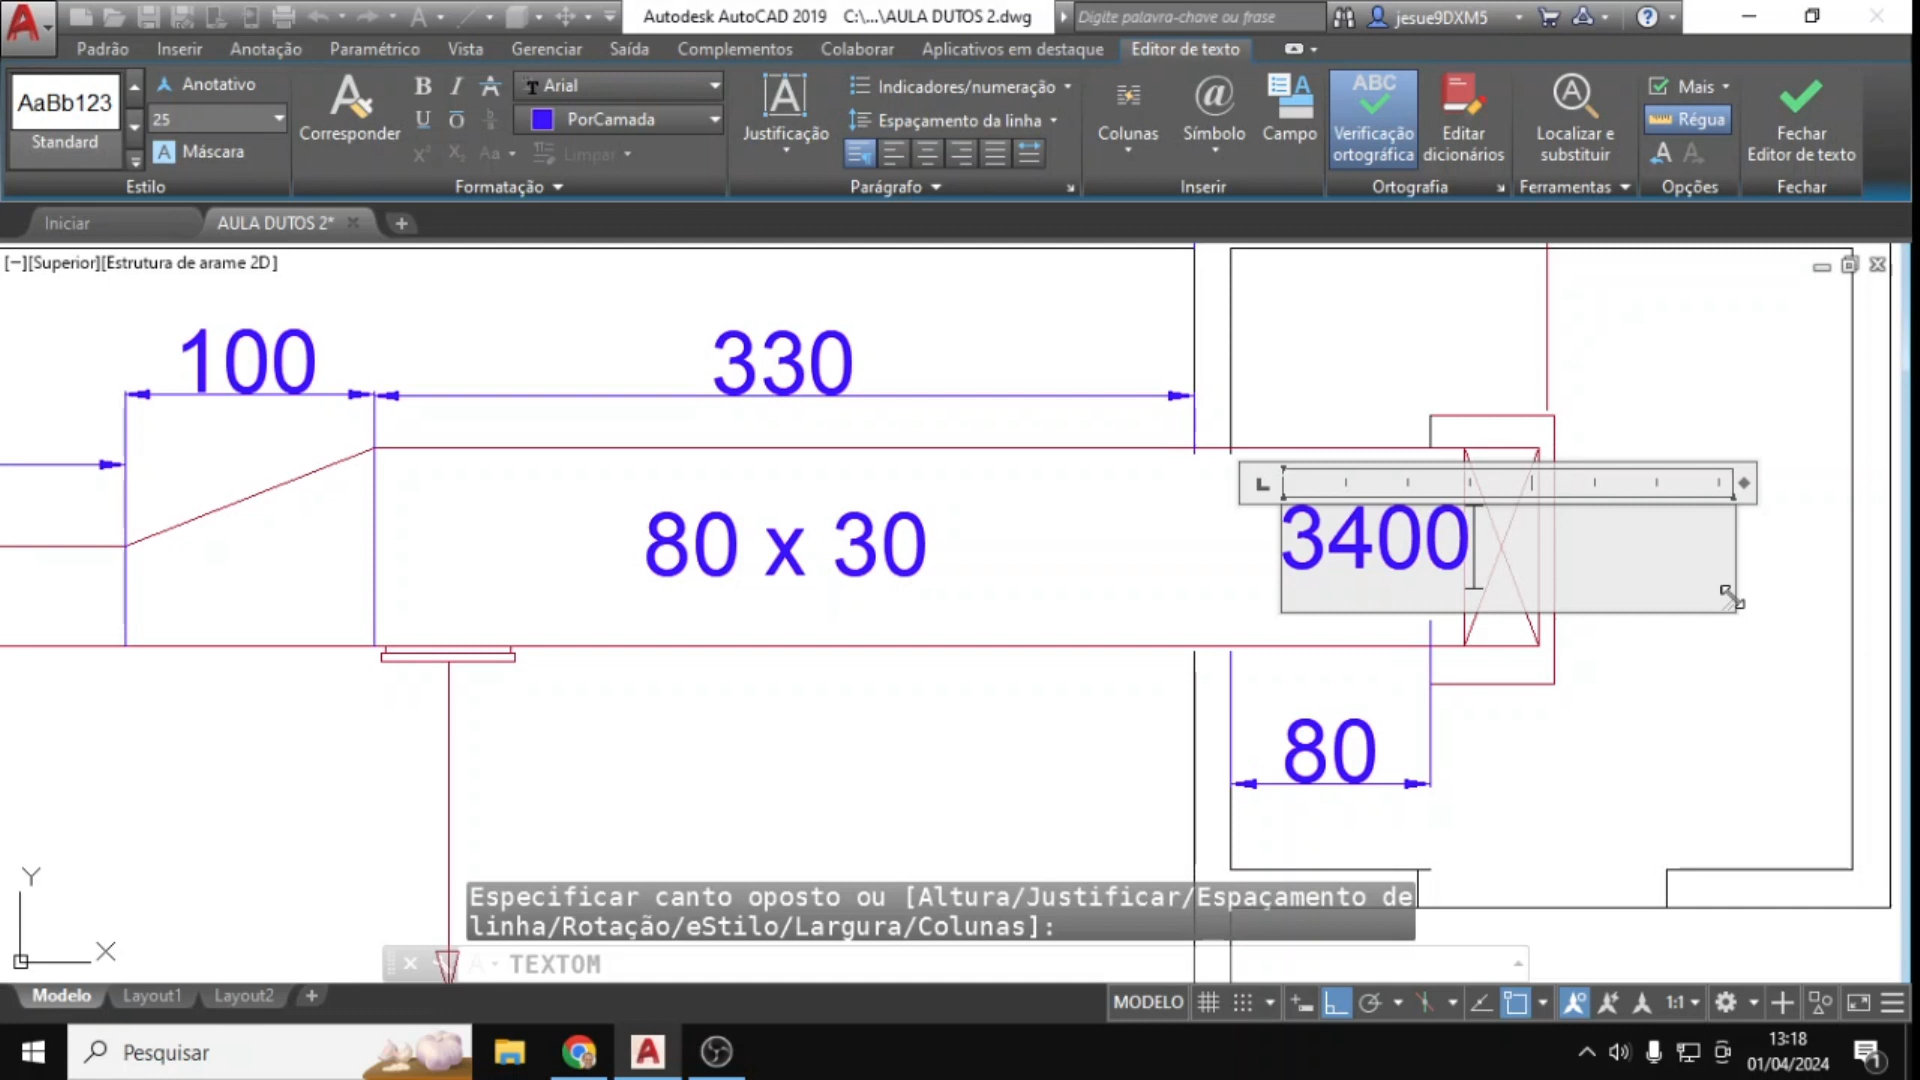 Autodesk AutoCAD 2019 C:\...\AULA DUTOS 2.dwg
Digite palavra-chave ou frase
jesue9DXM5
Padrão Inserir Anotação Paramétrico Vista Gerenciar Saída Complementos Colaborar Aplicativos em destaque Editor de texto
AaBb123
Standard
Anotativo
25
Máscara
Estilo
Corresponder
B I A
U O
Arial
PorCamada
Limpar
Formatação
Justificação
Indicadores/numeração
Espaçamento da linha
Parágrafo
Colunas
Símbolo
Campo
Inserir
ABC
Verificação
ortográfica
Editar
dicionários
Ortografia
Localizar e
substituir
Ferramentas
Mais
Régua
Opções
Fechar
Editor de texto
Fechar
Iniciar
AULA DUTOS 2*
[−][Superior][Estrutura de arame 2D]
100
330
80 x 30
3400
80
Y
X
Especificar canto oposto ou [Altura/Justificar/Espaçamento de
linha/Rotação/eStilo/Largura/Colunas]:
TEXTOM
Modelo Layout1 Layout2
MODELO
1:1
Pesquisar
13:18
01/04/2024
1